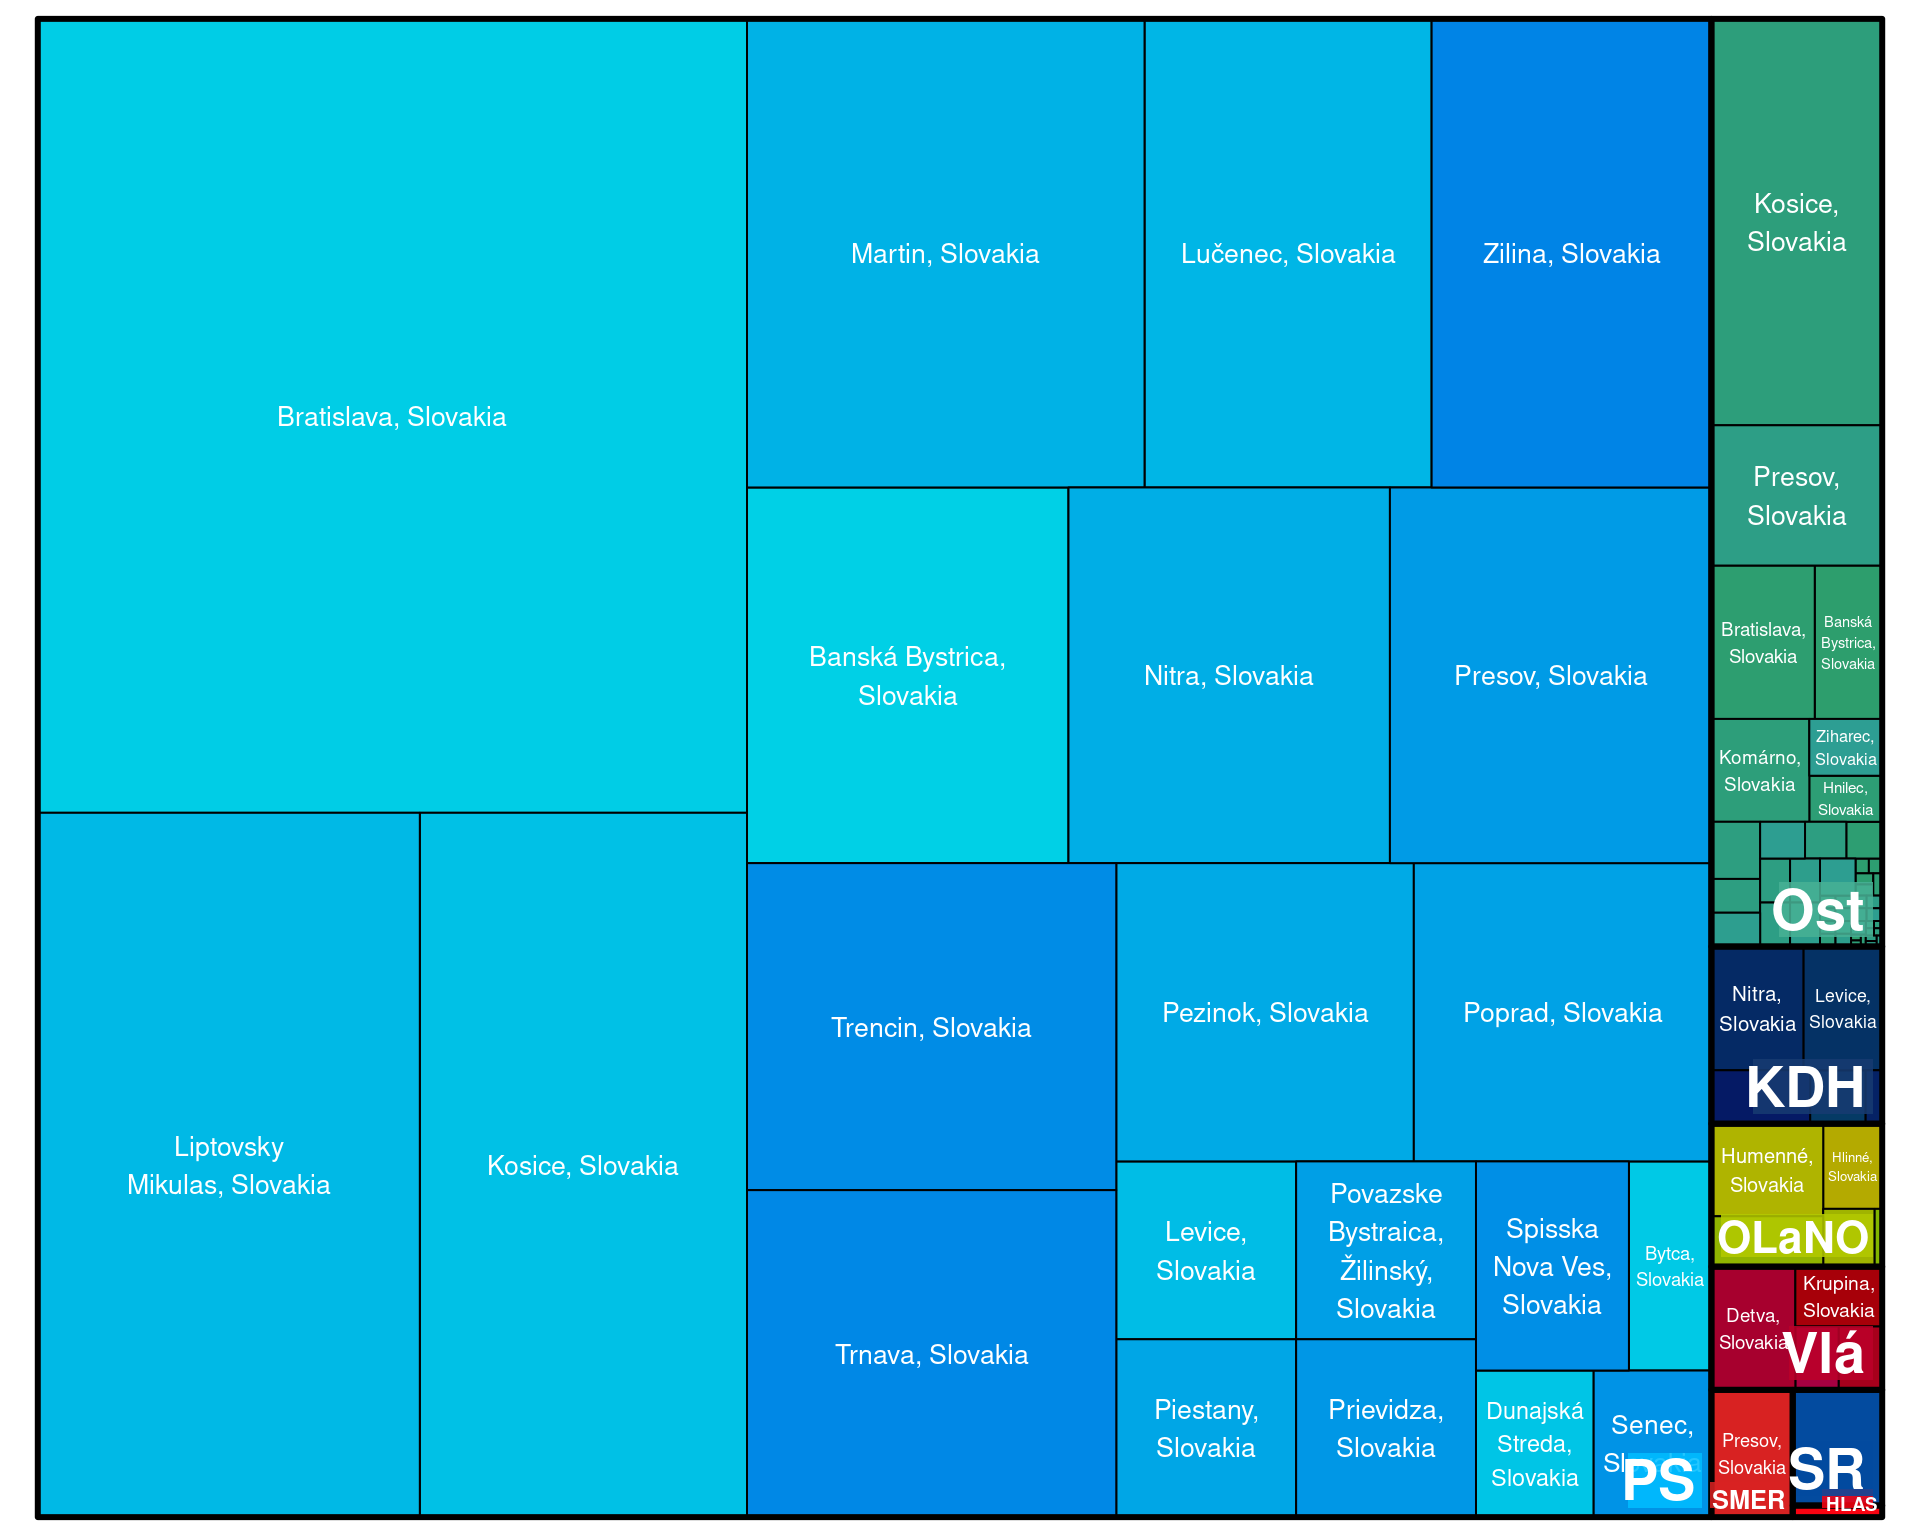 Bratislava, Slovakia
Liptovsky
Mikulas, Slovakia
Kosice, Slovakia
Martin, Slovakia
Lučenec, Slovakia
Zilina, Slovakia
Banská Bystrica,
Slovakia
Nitra, Slovakia
Presov, Slovakia
Trencin, Slovakia
Trnava, Slovakia
Pezinok, Slovakia
Poprad, Slovakia
Levice,
Slovakia
Povazske
Bystraica,
Žilinský,
Slovakia
Piestany,
Slovakia
Prievidza,
Slovakia
Spisska
Nova Ves,
Slovakia
Bytca,
Slovakia
Dunajská
Streda,
Slovakia
Senec,
Slovakia
PS
Kosice,
Slovakia
Presov,
Slovakia
Bratislava,
Slovakia
Banská
Bystrica,
Slovakia
Komárno,
Slovakia
Ziharec,
Slovakia
Hnilec,
Slovakia
Ost
Nitra,
Slovakia
Levice,
Slovakia
KDH
Humenné,
Slovakia
Hlinné,
Slovakia
OLaNO
Detva,
Slovakia
Krupina,
Slovakia
Vlá
Presov,
Slovakia
SMER
SR
HLAS